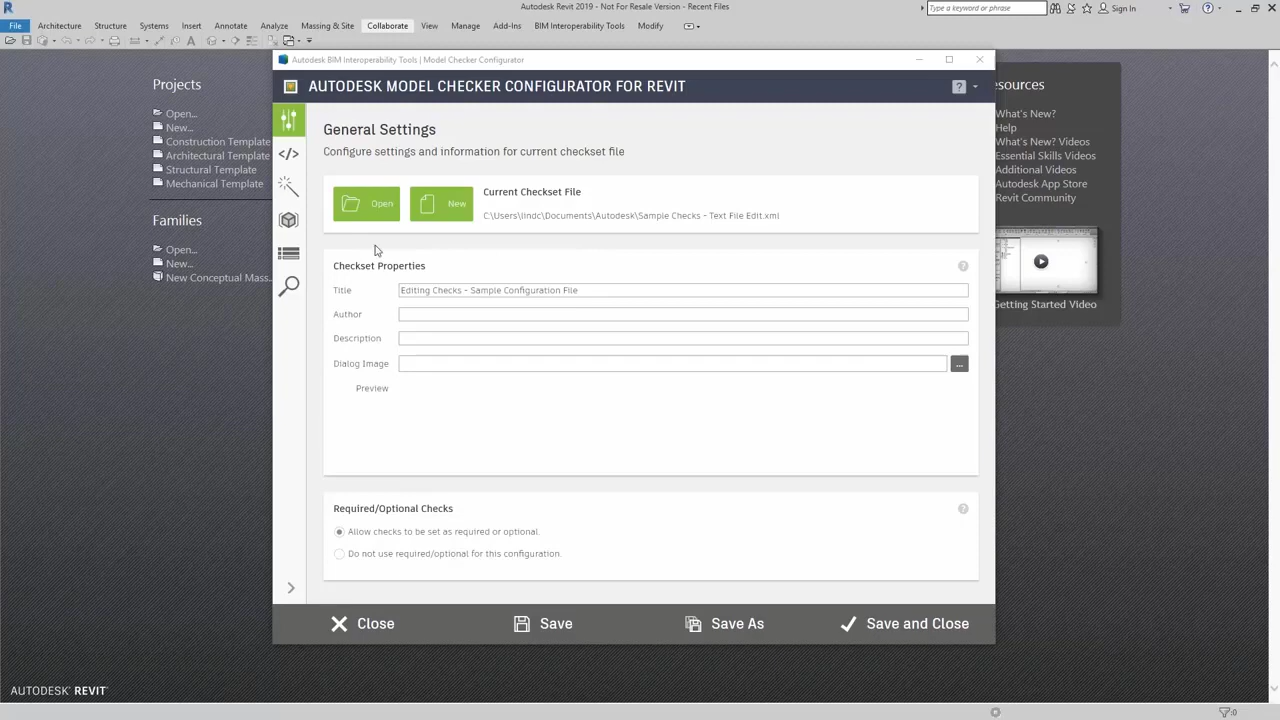 Autodesk Revit 2019 - Not For Resale Version - Recent Files
Type a keyword or phrase
Sign In
File Architecture Structure Systems Insert Annotate Analyze Massing & Site Collaborate View Manage Add-Ins BIM Interoperability Tools Modify
Projects
Open...
New...
Construction Template
Architectural Template
Structural Template
Mechanical Template
Families
Open...
New...
New Conceptual Mass...
Autodesk BIM Interoperability Tools | Model Checker Configurator
AUTODESK MODEL CHECKER CONFIGURATOR FOR REVIT
General Settings
Configure settings and information for current checkset file
Open
New
Current Checkset File
C:\Users\lindc\Documents\Autodesk\Sample Checks - Text File Edit.xml
Checkset Properties
Title
Editing Checks - Sample Configuration File
Author
Description
Dialog Image
...
Preview
Required/Optional Checks
Allow checks to be set as required or optional.
Do not use required/optional for this configuration.
Close
Save
Save As
Save and Close
esources
What's New?
Help
What's New? Videos
Essential Skills Videos
Additional Videos
Autodesk App Store
Revit Community
Getting Started Video
AUTODESK® REVIT®
:0